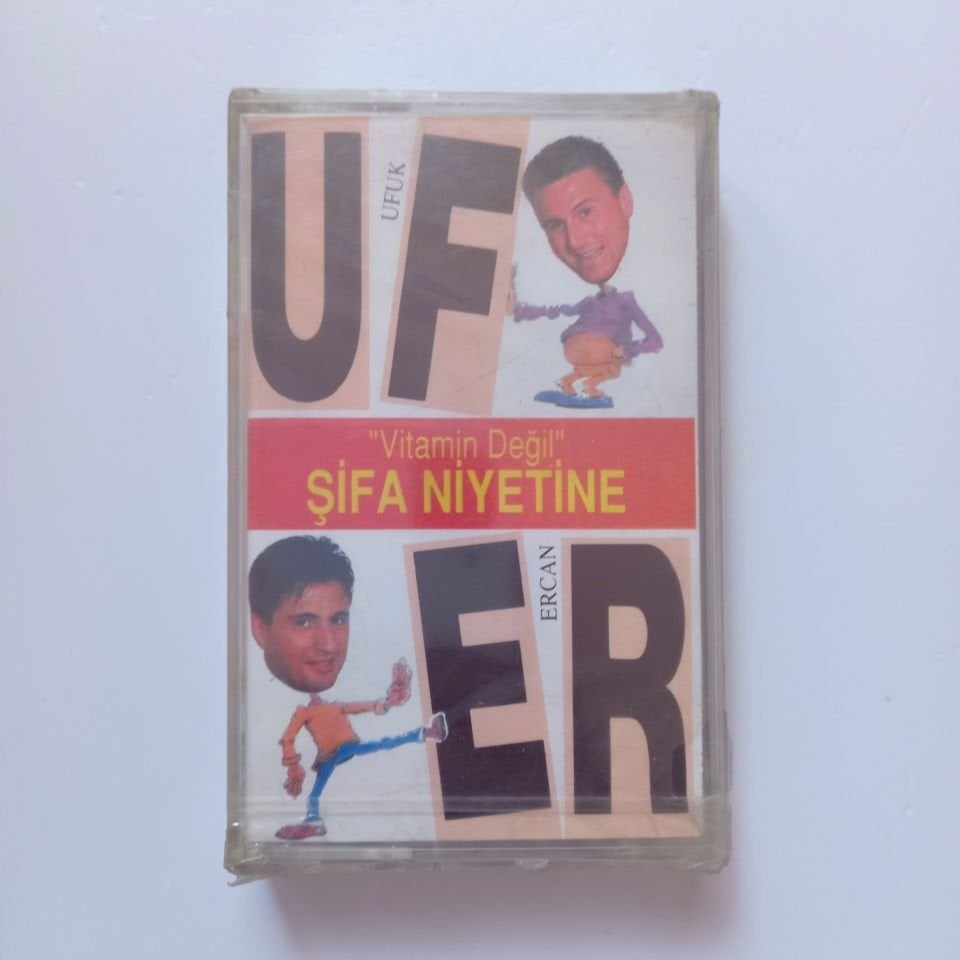 UF
UFUK
"Vitamin Değil"
ŞİFA NİYETİNE
ER
ERCAN